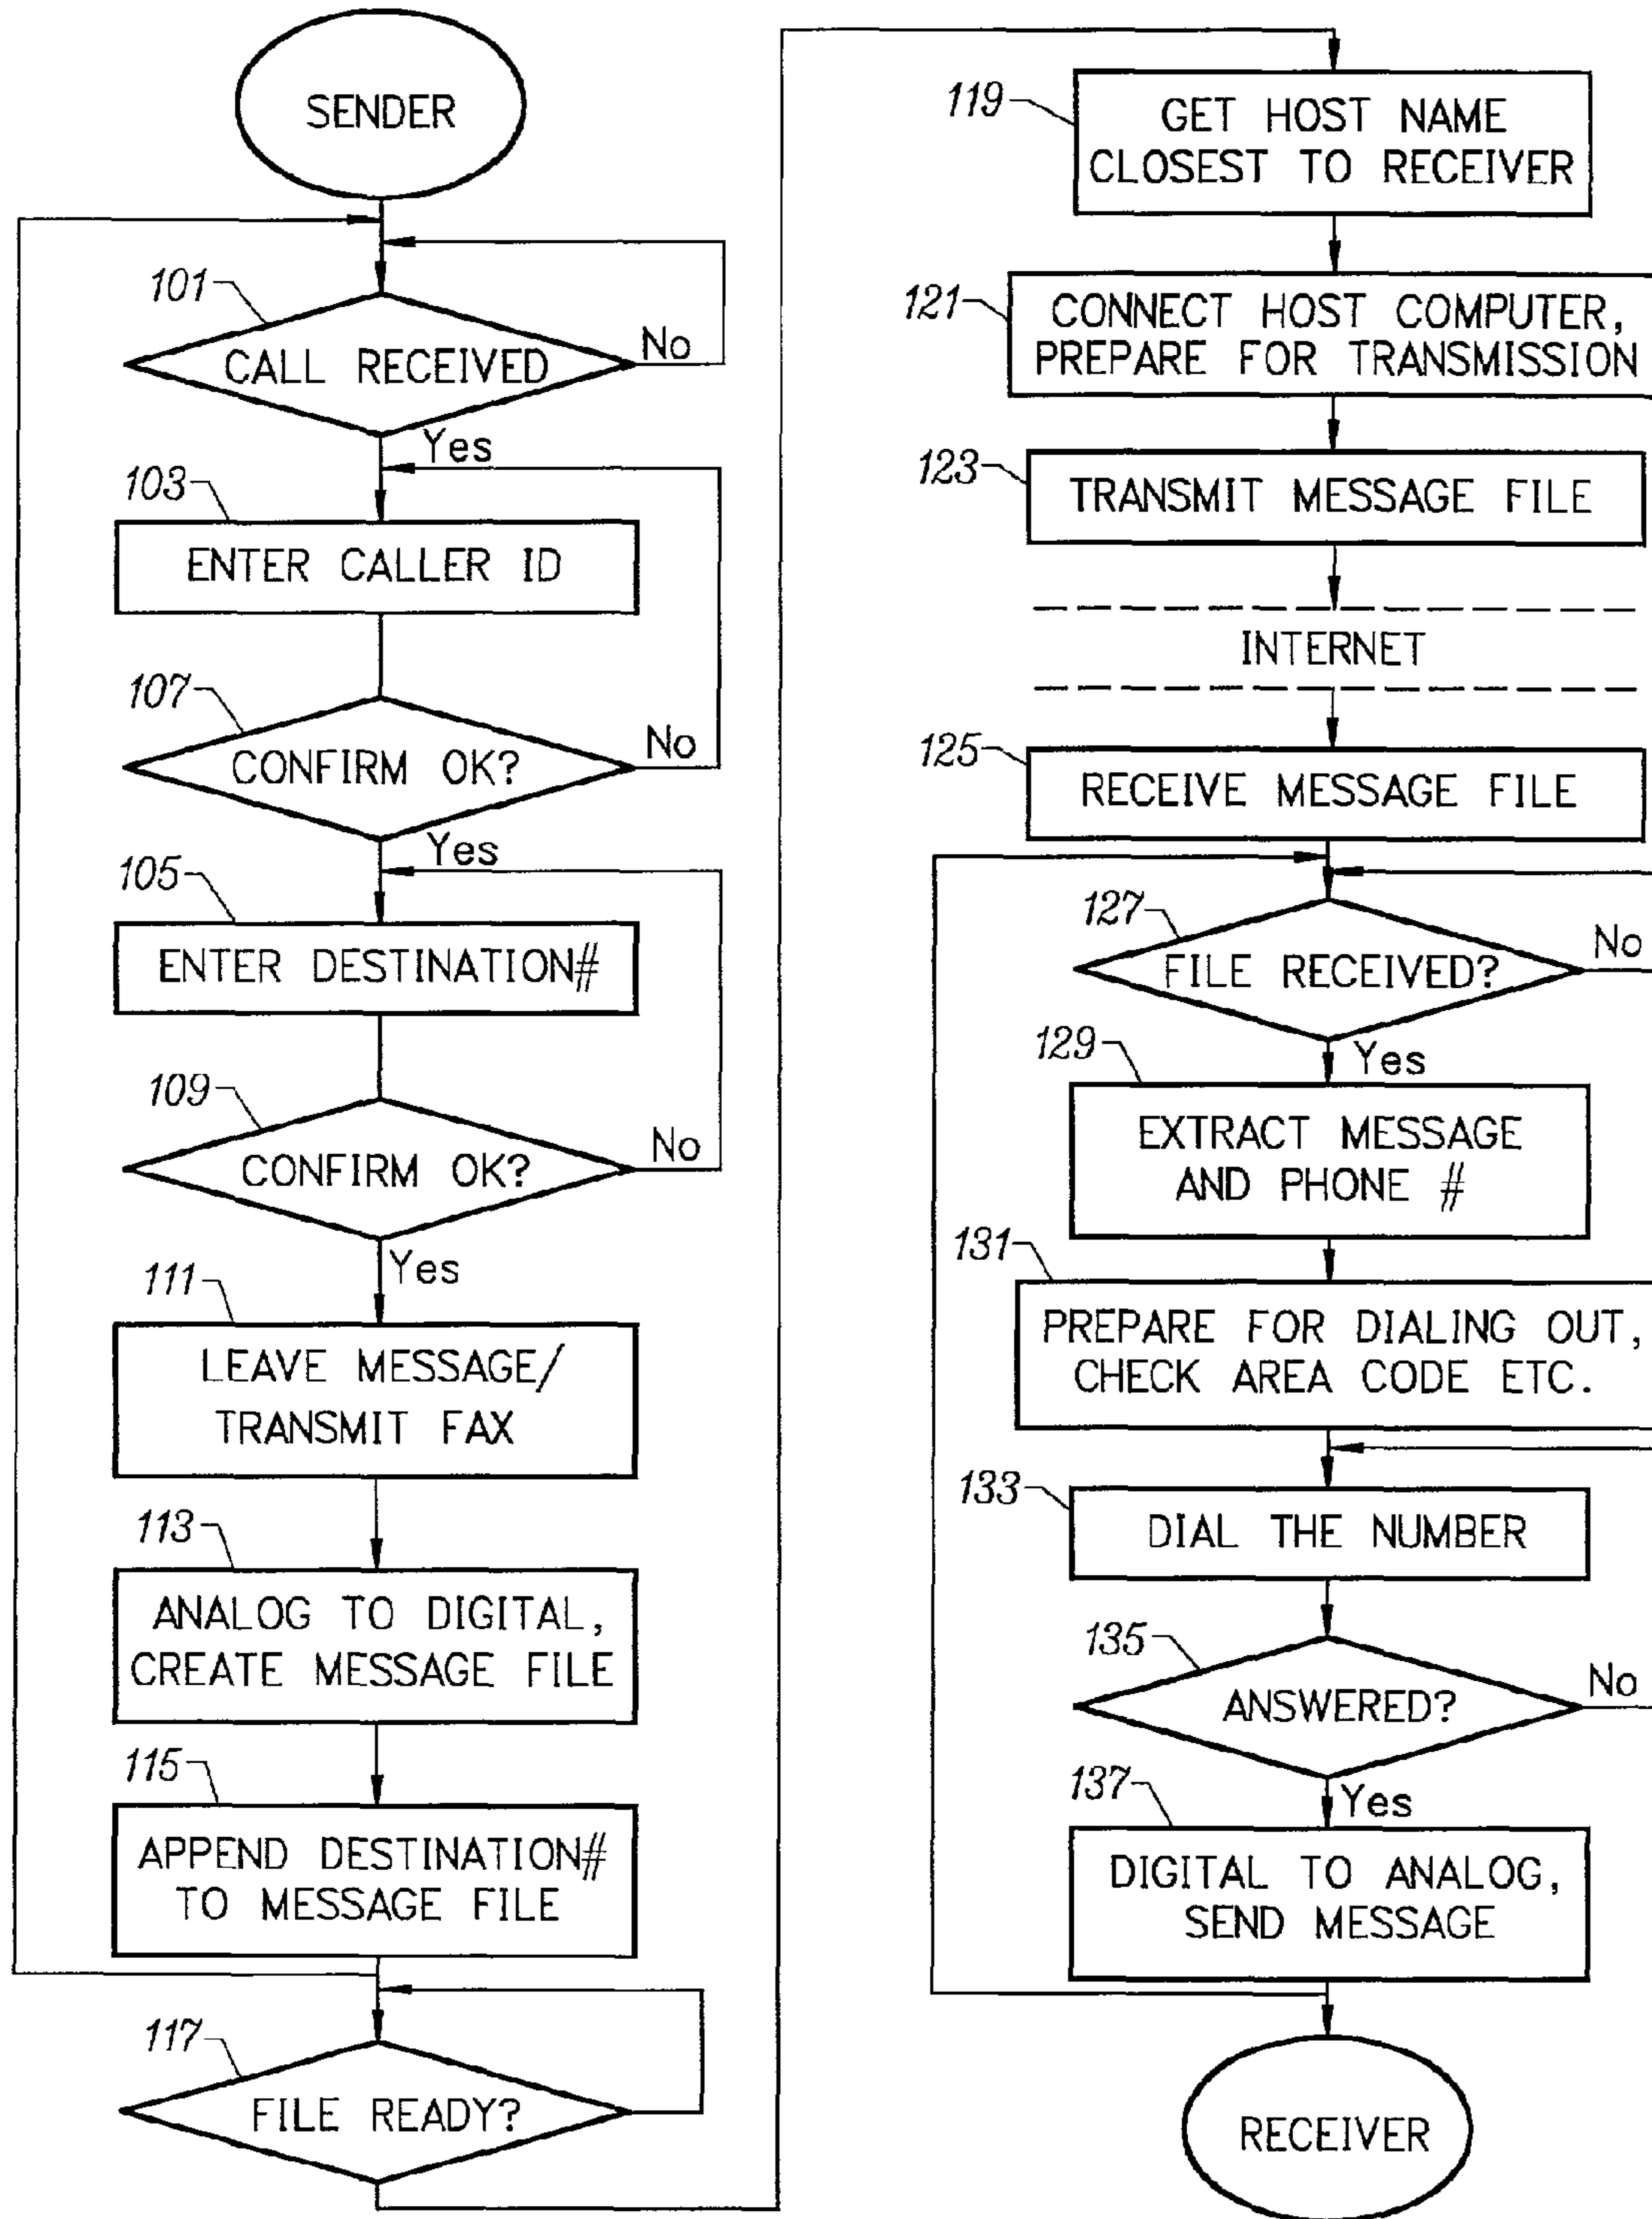 SENDER
101
CALL RECEIVED
No
Yes
103
ENTER CALLER ID
107
CONFIRM OK?
No
Yes
105
ENTER DESTINATION#
109
CONFIRM OK?
No
Yes
111
LEAVE MESSAGE/
TRANSMIT FAX
113
ANALOG TO DIGITAL,
CREATE MESSAGE FILE
115
APPEND DESTINATION#
TO MESSAGE FILE
117
FILE READY?
119
GET HOST NAME
CLOSEST TO RECEIVER
121
CONNECT HOST COMPUTER,
PREPARE FOR TRANSMISSION
123
TRANSMIT MESSAGE FILE
INTERNET
125
RECEIVE MESSAGE FILE
127
FILE RECEIVED?
No
Yes
129
EXTRACT MESSAGE
AND PHONE #
131
PREPARE FOR DIALING OUT,
CHECK AREA CODE ETC.
133
DIAL THE NUMBER
135
ANSWERED?
No
Yes
137
DIGITAL TO ANALOG,
SEND MESSAGE
RECEIVER